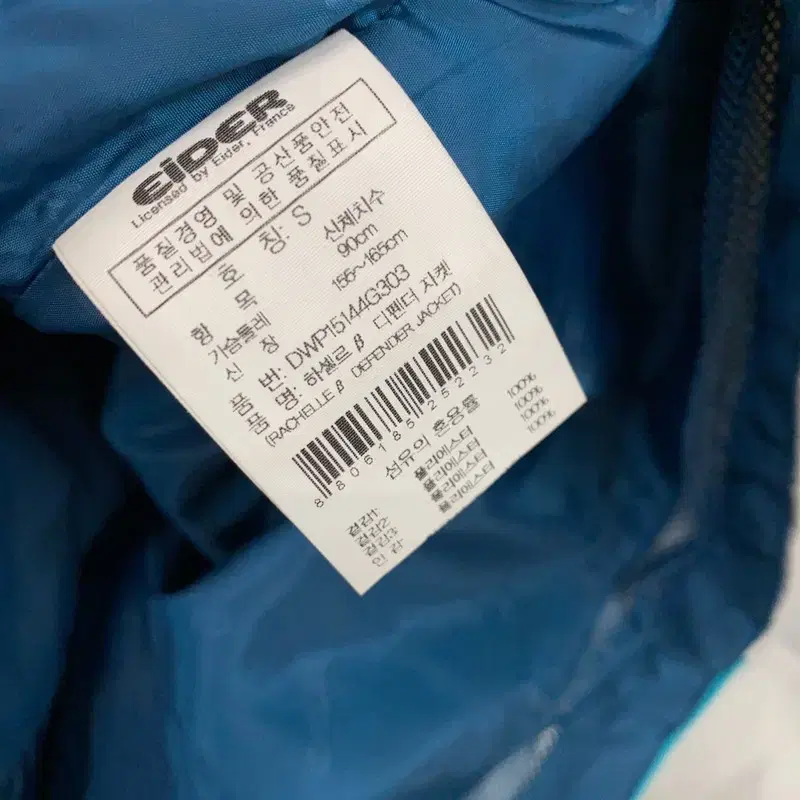 EiDER
Licensed by Eider, France
품질경영 및 공산품안전
관리법에 의한 품질표시
호 칭: S
항 목 신체치수
가슴둘레 90cm
신 장 155~165cm
품 번: DWP15144G303
품 명: 하셀르 β 디펜더 자켓
(RACHELLE β DEFENDER JACKET)
8806185252232
섬유의 혼용률
겉감1: 폴리에스터 100%
겉감2: 폴리에스터 100%
겉감3: 폴리에스터 100%
안 감: 폴리에스터 100%